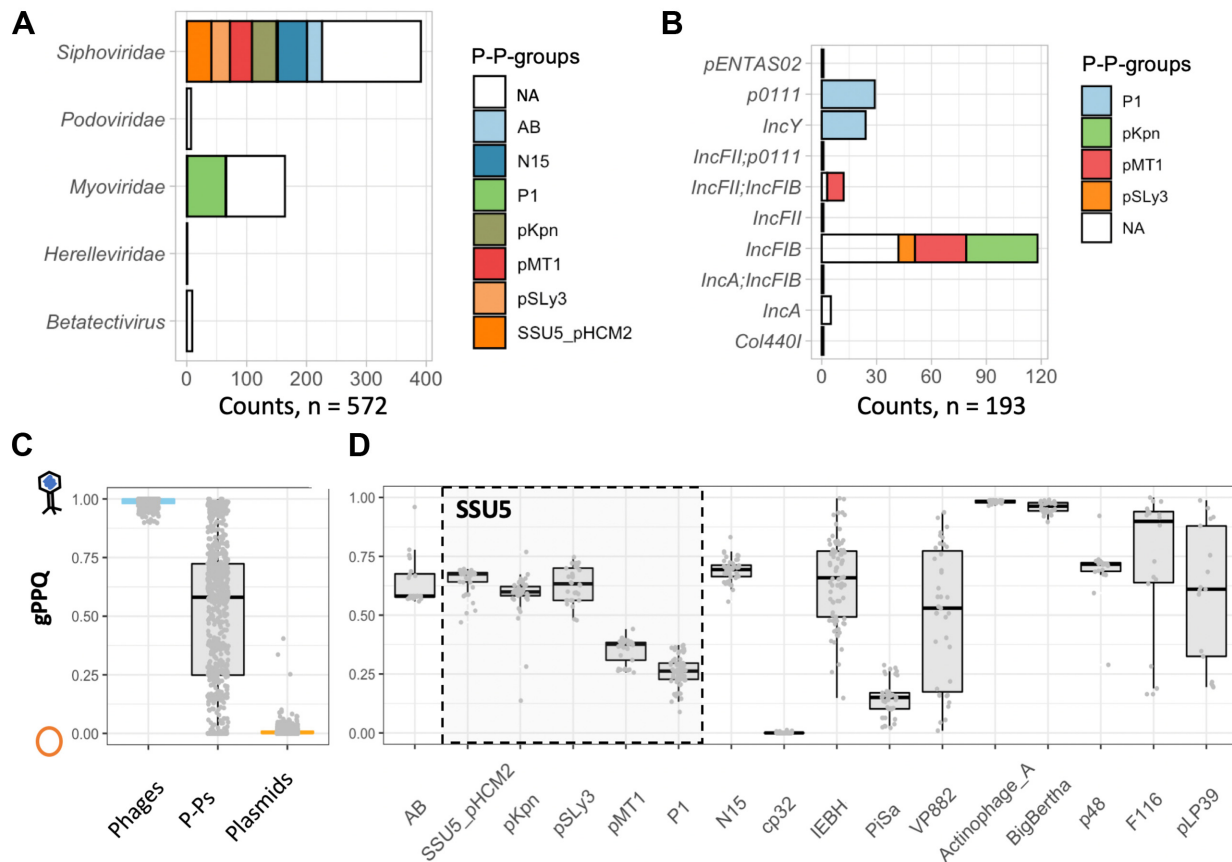 A
Siphoviridae
Podoviridae
Myoviridae
Herelleviridae
Betatectivirus
0 100 200 300 400
Counts, n = 572
P-P-groups
NA
AB
N15
P1
pKpn
pMT1
pSLy3
SSU5_pHCM2
B
pENTAS02
p0111
IncY
IncFII;p0111
IncFII;IncFIB
IncFII
IncFIB
IncA;IncFIB
IncA
Col440I
0 30 60 90 120
Counts, n = 193
P-P-groups
P1
pKpn
pMT1
pSLy3
NA
C
gPPQ
1.00
0.75
0.50
0.25
0.00
Phages
P-Ps
Plasmids
D
SSU5
1.00
0.75
0.50
0.25
0.00
AB
SSU5_pHCM2
pKpn
pSLy3
pMT1
P1
N15
cp32
IEBH
PiSa
VP882
Actinophage_A
BigBertha
p48
F116
pLP39